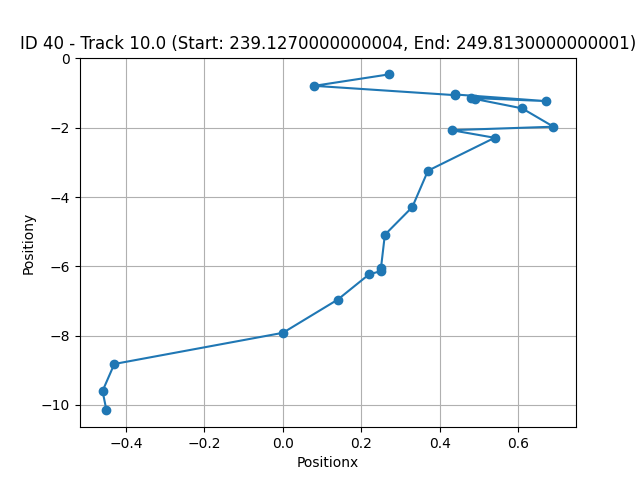 ID 40 - Track 10.0 (Start: 239.1270000000004, End: 249.8130000000001)
0
−2
−4
−6
−8
−10
Positiony
−0.4 −0.2 0.0 0.2 0.4 0.6
Positionx